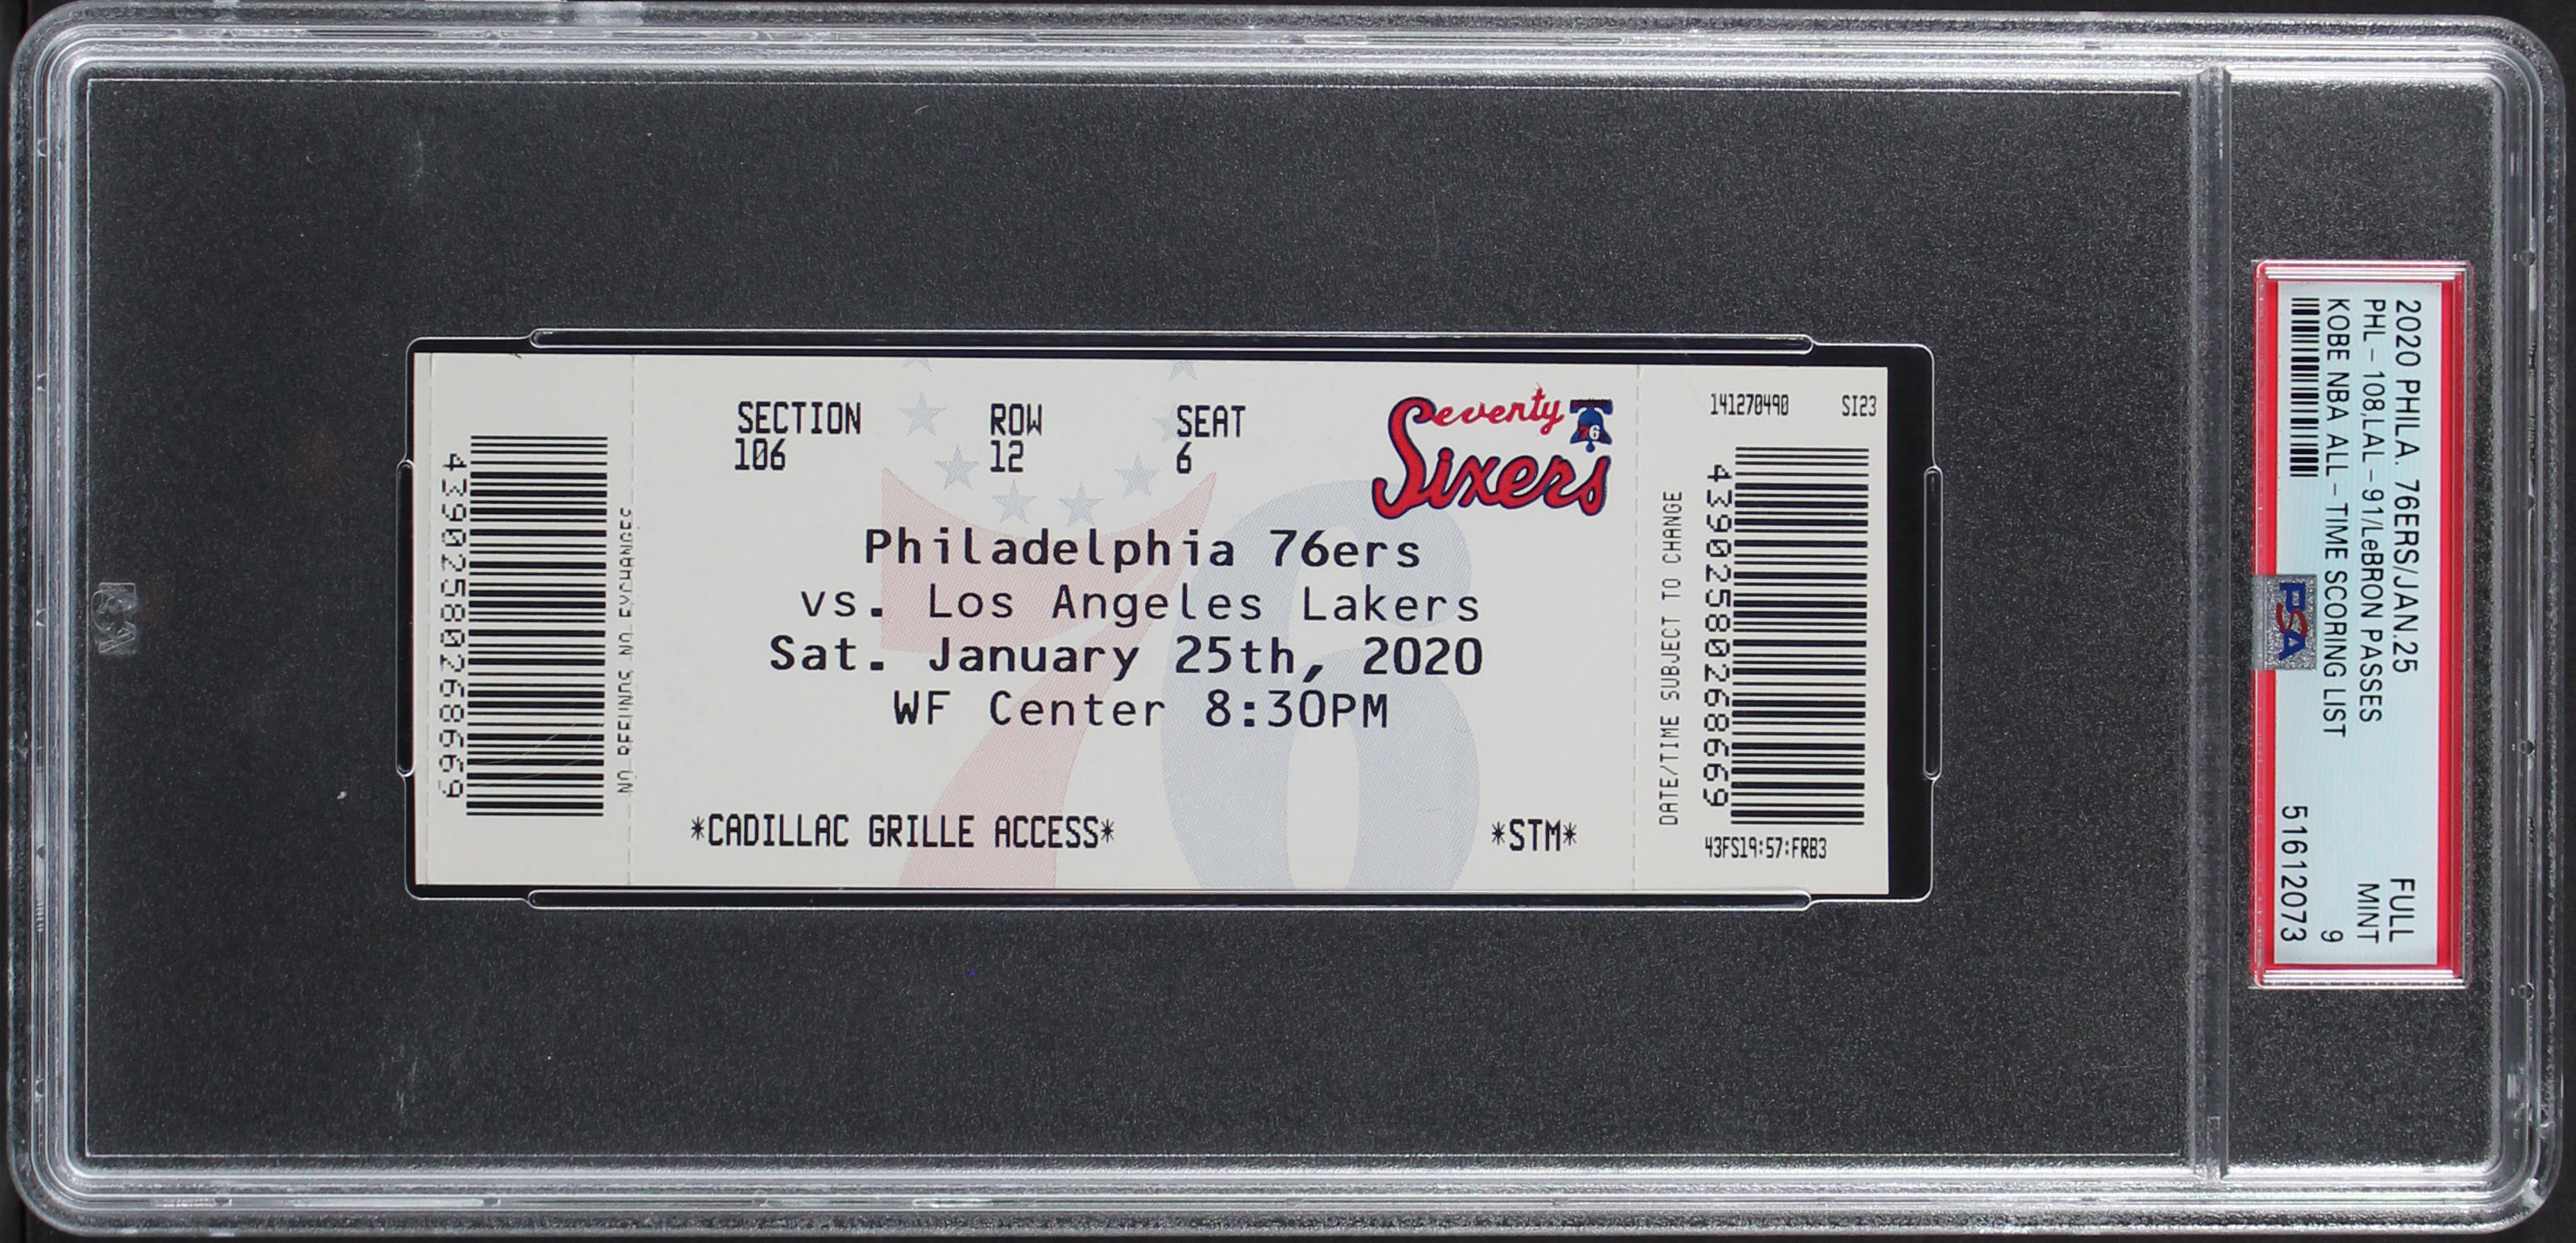 SECTION
106
ROW
12
SEAT
6
Seventy
76
Sixers
Philadelphia 76ers
vs. Los Angeles Lakers
Sat. January 25th, 2020
WF Center 8:30PM
*CADILLAC GRILLE ACCESS*
*STM*
43902580268669
NO REFUNDS NO EXCHANGES
DATE/TIME SUBJECT TO CHANGE
141270490
SI23
43902580268669
43FS19:57:FRB3
2020 PHILA. 76ERS/JAN.25
PHL - 108,LAL - 91/LeBRON PASSES
KOBE NBA ALL - TIME SCORING LIST
FULL
MINT
9
51612073
PSA
PSA